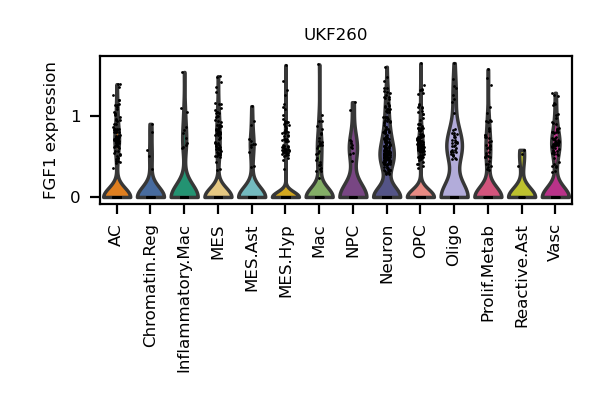 UKF260
FGF1 expression
1
0
AC
Chromatin.Reg
Inflammatory.Mac
MES
MES.Ast
MES.Hyp
Mac
NPC
Neuron
OPC
Oligo
Prolif.Metab
Reactive.Ast
Vasc